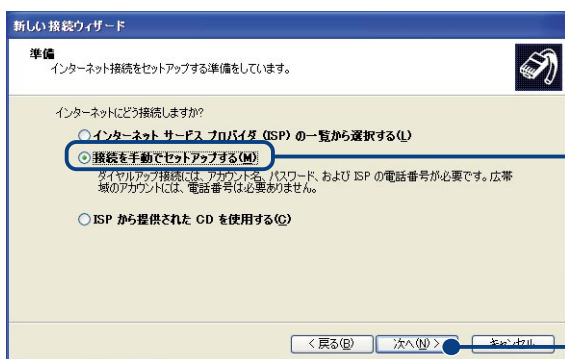 新しい接続ウィザード
準備
インターネット接続をセットアップする準備をしています。
インターネットにどう接続しますか?
インターネット サービス プロバイダ (ISP) の一覧から選択する(L)
接続を手動でセットアップする(M)
ダイヤルアップ接続には、アカウント名、パスワード、および ISP の電話番号が必要です。広帯
域のアカウントには、電話番号は必要ありません。
ISP から提供された CD を使用する(C)
< 戻る(B) 次へ(N) > キャンセル